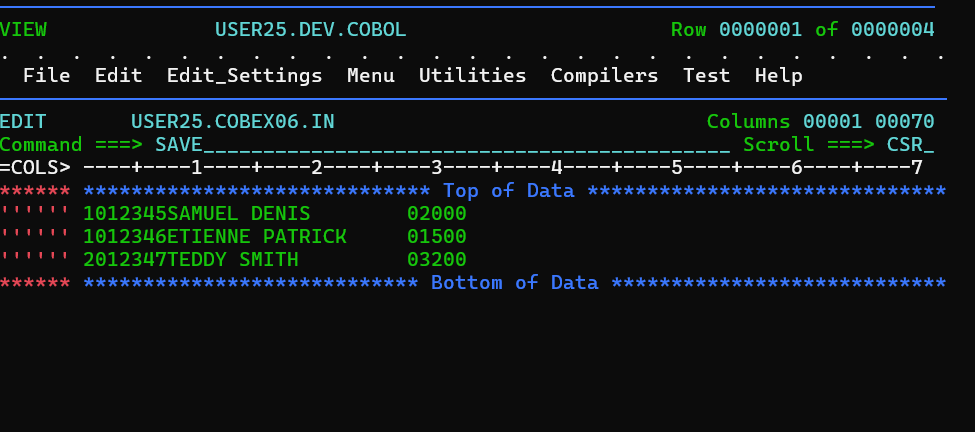 VIEW USER25.DEV.COBOL Row 0000001 of 0000004
. . . . . . . . . . . . . . . . . . . . . . . . . . .
File Edit Edit_Settings Menu Utilities Compilers Test Help
EDIT USER25.COBEX06.IN Columns 00001 00070
Command ===> SAVE____________________________________________ Scroll ===> CSR_
=COLS> ----+----1----+----2----+----3----+----4----+----5----+----6----+----7
****** ***************************** Top of Data ******************************
'''''' 1012345SAMUEL DENIS        02000
'''''' 1012346ETIENNE PATRICK     01500
'''''' 2012347TEDDY SMITH         03200
****** **************************** Bottom of Data ****************************